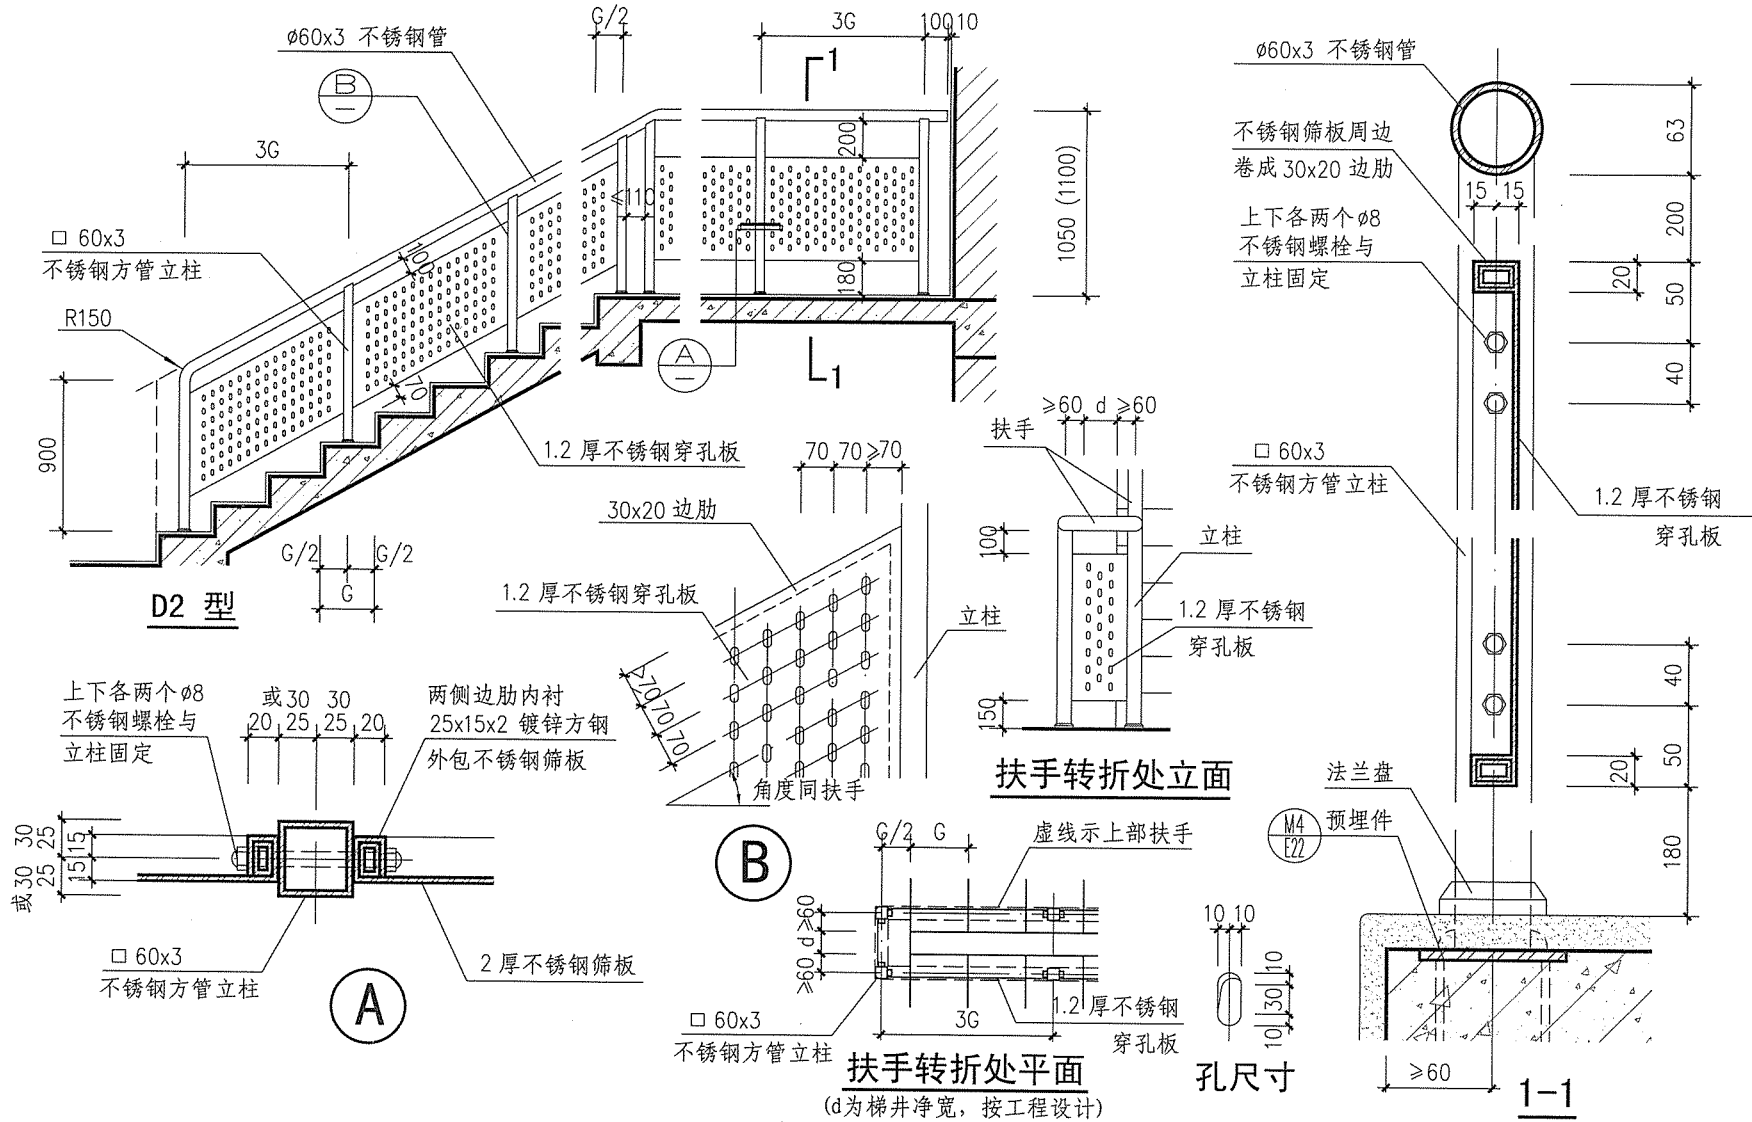 G/2
3G
100
10
ø60x3 不锈钢管
B
1
3G
200
≤110
□ 60x3
不锈钢方管立柱
100
1050 (1100)
180
R150
A
1
70
900
1.2 厚不锈钢穿孔板
G/2
G/2
G
D2 型
70
70
≥70
30x20 边肋
1.2 厚不锈钢穿孔板
立柱
≥70
70
70
角度同扶手
B
≥60
d
≥60
扶手
100
立柱
1.2 厚不锈钢
穿孔板
150
扶手转折处立面
上下各两个ø8
不锈钢螺栓与
立柱固定
或30
30
20
25
25
20
两侧边肋内衬
25x15x2 镀锌方钢
外包不锈钢筛板
30
25
15
或30
25
15
□ 60x3
不锈钢方管立柱
2 厚不锈钢筛板
A
G/2
G
虚线示上部扶手
≥60
d
≥60
□ 60x3
不锈钢方管立柱
3G
1.2 厚不锈钢
穿孔板
扶手转折处平面
(d为梯井净宽，按工程设计)
10
10
10
30
10
孔尺寸
ø60x3 不锈钢管
不锈钢筛板周边
卷成 30x20 边肋
15
15
63
上下各两个ø8
不锈钢螺栓与
立柱固定
200
20
50
40
□ 60x3
不锈钢方管立柱
1.2 厚不锈钢
穿孔板
40
20
50
法兰盘
M4
E22
预埋件
180
≥60
1-1